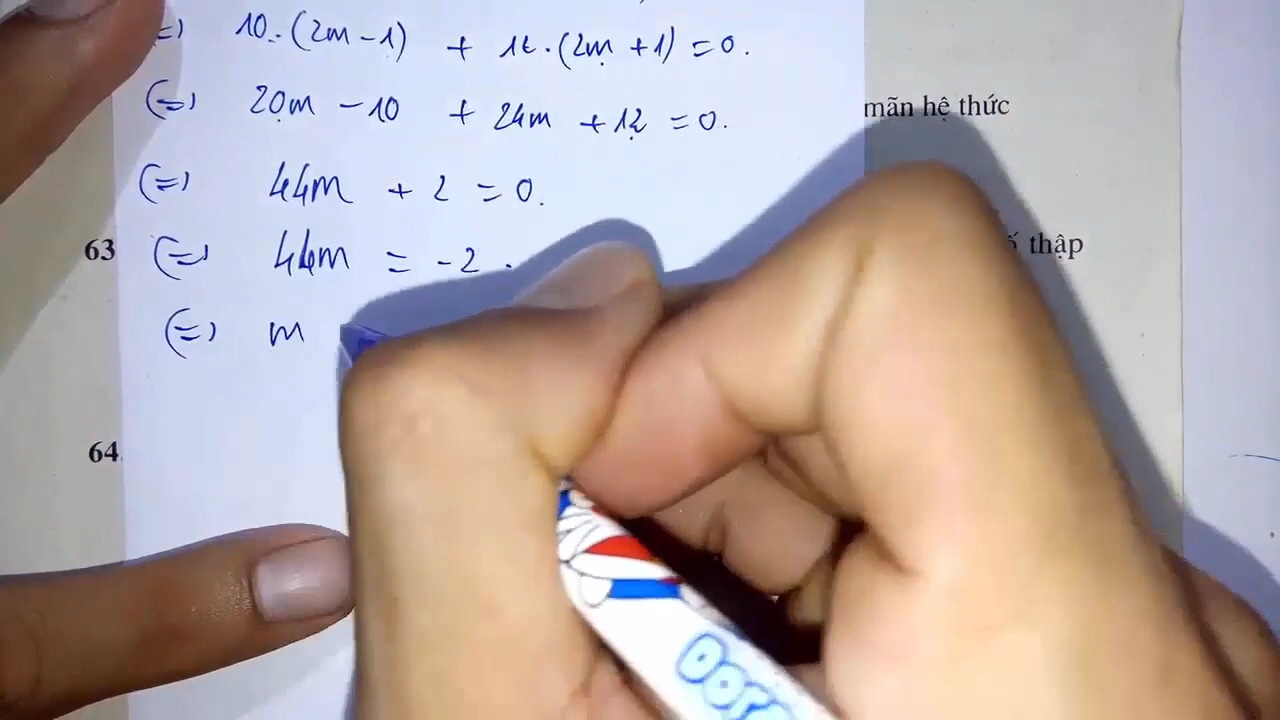 (=) 10.(2m - 1) + 12.(2m + 1) = 0.
(=) 20m - 10 + 24m + 12 = 0.
mãn hệ thức
(=) 44m + 2 = 0.
63
(=) 44m = -2.
thập
(=) m
64.